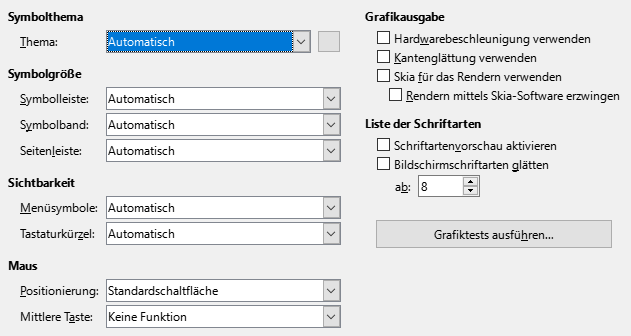 Symbolthema
Thema: Automatisch
Symbolgröße
Symbolleiste: Automatisch
Symbolband: Automatisch
Seitenleiste: Automatisch
Sichtbarkeit
Menüsymbole: Automatisch
Tastaturkürzel: Automatisch
Maus
Positionierung: Standardschaltfläche
Mittlere Taste: Keine Funktion
Grafikausgabe
Hardwarebeschleunigung verwenden
Kantenglättung verwenden
Skia für das Rendern verwenden
Rendern mittels Skia-Software erzwingen
Liste der Schriftarten
Schriftartenvorschau aktivieren
Bildschirmschriftarten glätten
ab: 8
Grafiktests ausführen...